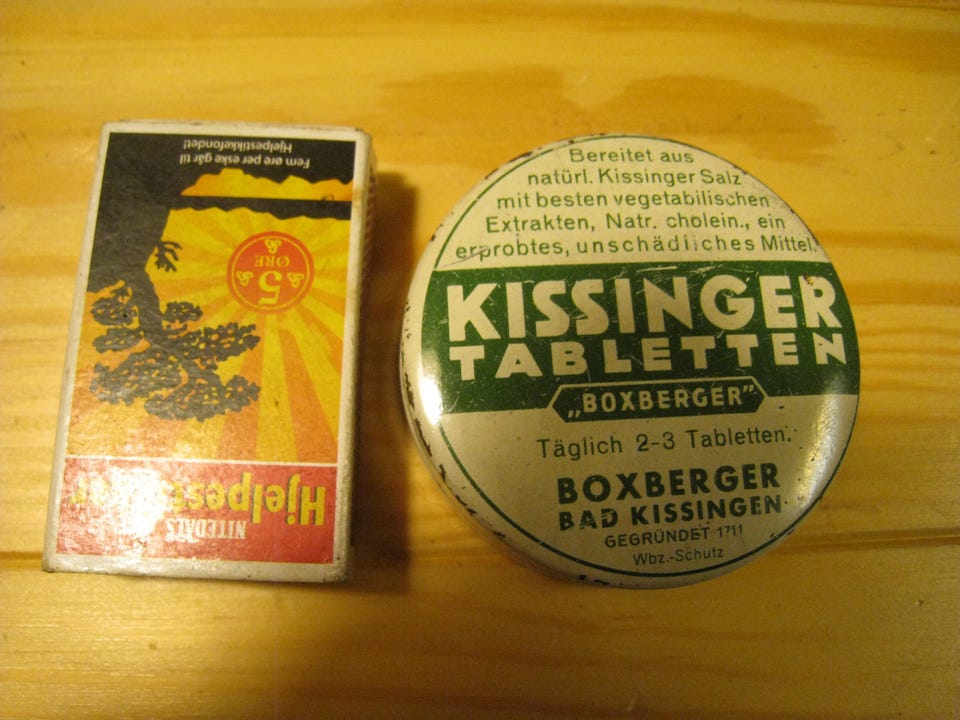 NITEDALS
Hjelpestikker
5
ØRE
Fem øre per eske går til
Hjelpestikkefondet!
Bereitet aus
natürl. Kissinger Salz
mit besten vegetabilischen
Extrakten, Natr. cholein., ein
erprobtes, unschädliches Mittel.
KISSINGER
TABLETTEN
„BOXBERGER"
Täglich 2-3 Tabletten.
BOXBERGER
BAD KISSINGEN
GEGRÜNDET 1711
Wbz.-Schutz